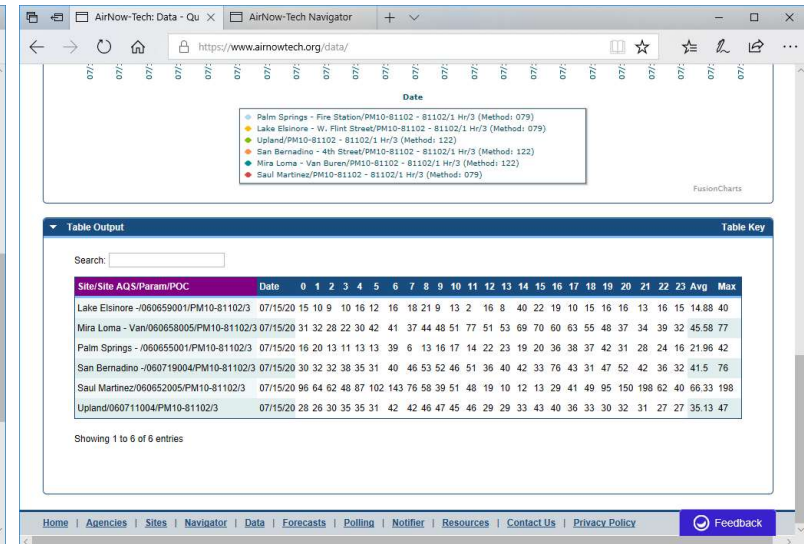 AirNow-Tech: Data - Qu
AirNow-Tech Navigator
https://www.airnowtech.org/data/
Date
Palm Springs - Fire Station/PM10-81102 - 81102/1 Hr/3 (Method: 079)
Lake Elsinore - W. Flint Street/PM10-81102 - 81102/1 Hr/3 (Method: 079)
Upland/PM10-81102 - 81102/1 Hr/3 (Method: 122)
San Bernadino - 4th Street/PM10-81102 - 81102/1 Hr/3 (Method: 122)
Mira Loma - Van Buren/PM10-81102 - 81102/1 Hr/3 (Method: 122)
Saul Martinez/PM10-81102 - 81102/1 Hr/3 (Method: 079)
FusionCharts
Table Output Table Key
Search:
Site/Site AQS/Param/POC Date 0 1 2 3 4 5 6 7 8 9 10 11 12 13 14 15 16 17 18 19 20 21 22 23 Avg Max
Lake Elsinore -/060659001/PM10-81102/3 07/15/20 15 10 9 10 16 12 16 18 21 9 13 2 16 8 40 22 19 10 15 16 16 13 16 15 14.88 40
Mira Loma - Van/060658005/PM10-81102/3 07/15/20 31 32 28 22 30 42 41 37 44 48 51 77 51 53 69 70 60 63 55 48 37 34 39 32 45.58 77
Palm Springs - /060655001/PM10-81102/3 07/15/20 16 20 13 11 13 13 39 6 13 16 17 14 22 23 19 20 36 38 37 42 31 28 24 16 21.96 42
San Bernadino -/060719004/PM10-81102/3 07/15/20 30 32 32 38 35 31 40 46 53 52 46 51 36 40 42 33 76 43 31 47 52 42 36 32 41.5 76
Saul Martinez/060652005/PM10-81102/3 07/15/20 96 64 62 48 87 102 143 76 58 39 51 48 19 10 12 13 29 41 49 95 150 198 62 40 66.33 198
Upland/060711004/PM10-81102/3 07/15/20 28 26 30 35 35 31 42 42 46 47 45 46 29 29 33 43 40 36 33 30 32 31 27 27 35.13 47
Showing 1 to 6 of 6 entries
Home | Agencies | Sites | Navigator | Data | Forecasts | Polling | Notifier | Resources | Contact Us | Privacy Policy
Feedback